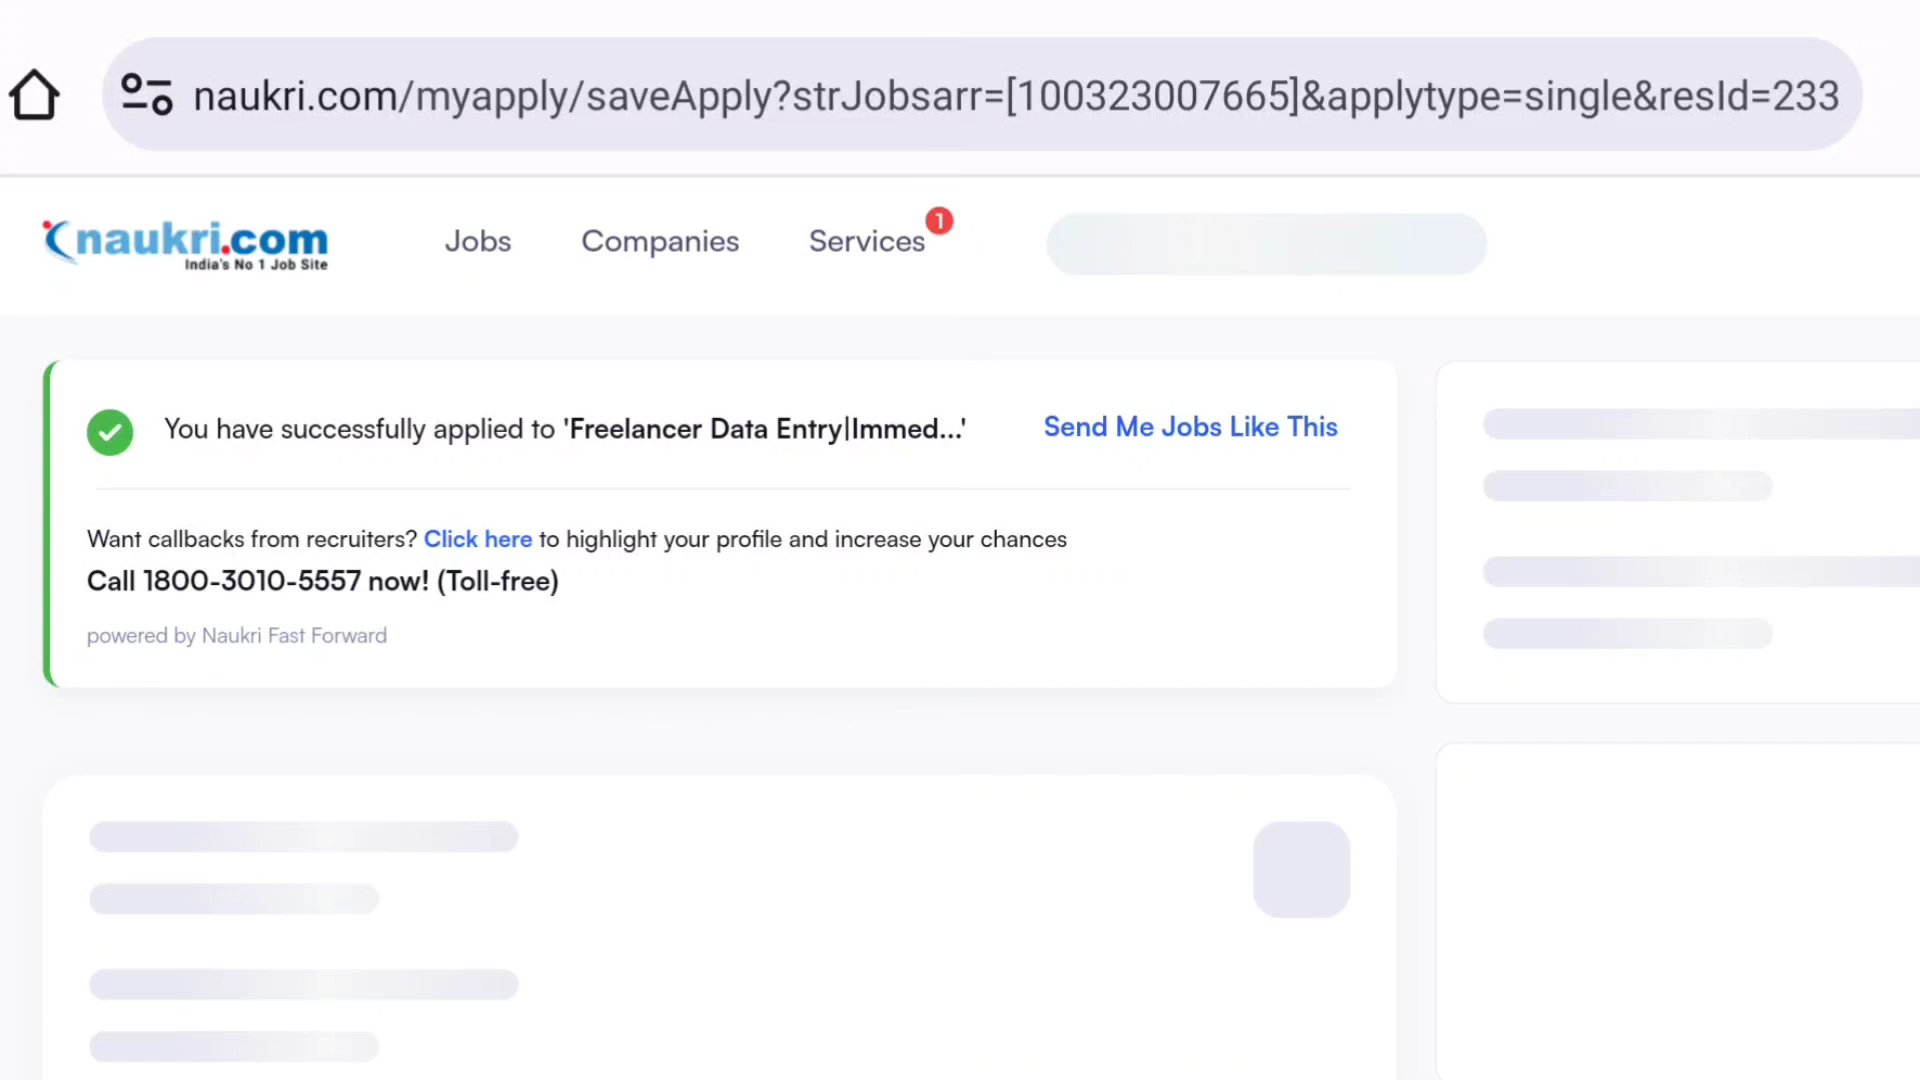 naukri.com/myapply/saveApply?strJobsarr=[100323007665]&applytype=single&resId=233
naukri.com
India's No 1 Job Site
Jobs
Companies
Services
1
You have successfully applied to 'Freelancer Data Entry|Immed...'
Send Me Jobs Like This
Want callbacks from recruiters? Click here to highlight your profile and increase your chances
Call 1800-3010-5557 now! (Toll-free)
powered by Naukri Fast Forward